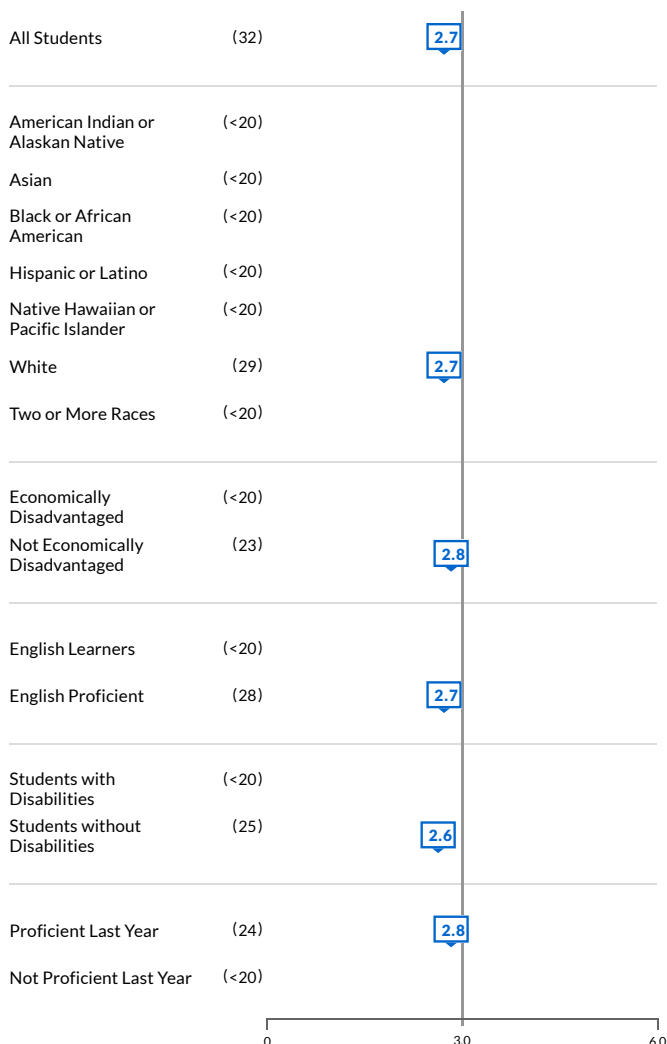 All Students (32) 2.7
American Indian or (<20)
Alaskan Native
Asian (<20)
Black or African (<20)
American
Hispanic or Latino (<20)
Native Hawaiian or (<20)
Pacific Islander
White (29) 2.7
Two or More Races (<20)
Economically (<20)
Disadvantaged
Not Economically (23) 2.8
Disadvantaged
English Learners (<20)
English Proficient (28) 2.7
Students with (<20)
Disabilities
Students without (25) 2.6
Disabilities
Proficient Last Year (24) 2.8
Not Proficient Last Year (<20)
0 3.0 6.0